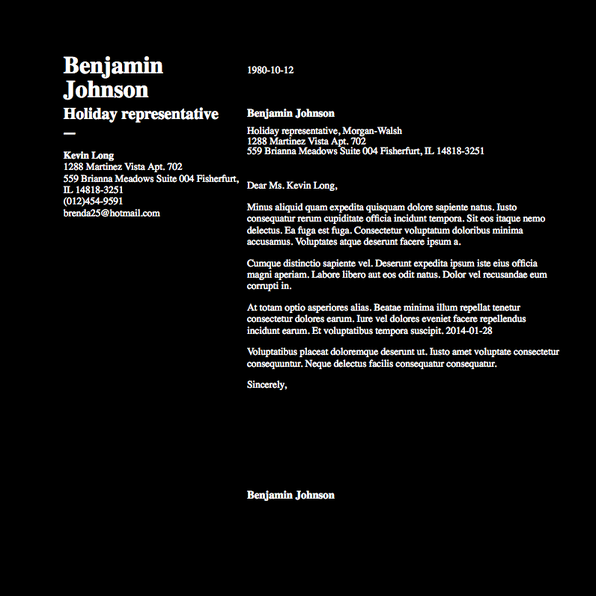 Benjamin
Johnson
Holiday representative
—
Kevin Long
1288 Martinez Vista Apt. 702
559 Brianna Meadows Suite 004 Fisherfurt,
IL 14818-3251
(012)454-9591
brenda25@hotmail.com
1980-10-12
Benjamin Johnson
Holiday representative, Morgan-Walsh
1288 Martinez Vista Apt. 702
559 Brianna Meadows Suite 004 Fisherfurt, IL 14818-3251
Dear Ms. Kevin Long,
Minus aliquid quam expedita quisquam dolore sapiente natus. Iusto
consequatur rerum cupiditate officia incidunt tempora. Sit eos itaque nemo
delectus. Ea fuga est fuga. Consectetur voluptatum doloribus minima
accusamus. Voluptates atque deserunt facere ipsum a.
Cumque distinctio sapiente vel. Deserunt expedita ipsum iste eius officia
magni aperiam. Labore libero aut eos odit natus. Dolor vel recusandae eum
corrupti in.
At totam optio asperiores alias. Beatae minima illum repellat tenetur
consectetur dolores earum. Iure vel dolores eveniet facere repellendus
incidunt earum. Et voluptatibus tempora suscipit. 2014-01-28
Voluptatibus placeat doloremque deserunt ut. Iusto amet voluptate consectetur
consequuntur. Neque delectus facilis consequatur consequatur.
Sincerely,
Benjamin Johnson